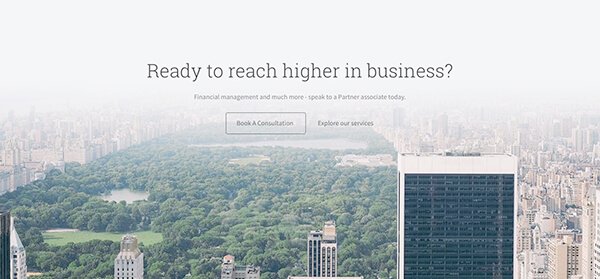 Ready to reach higher in business?
Financial management and much more - speak to a Partner associate today.
Book A Consultation
Explore our services